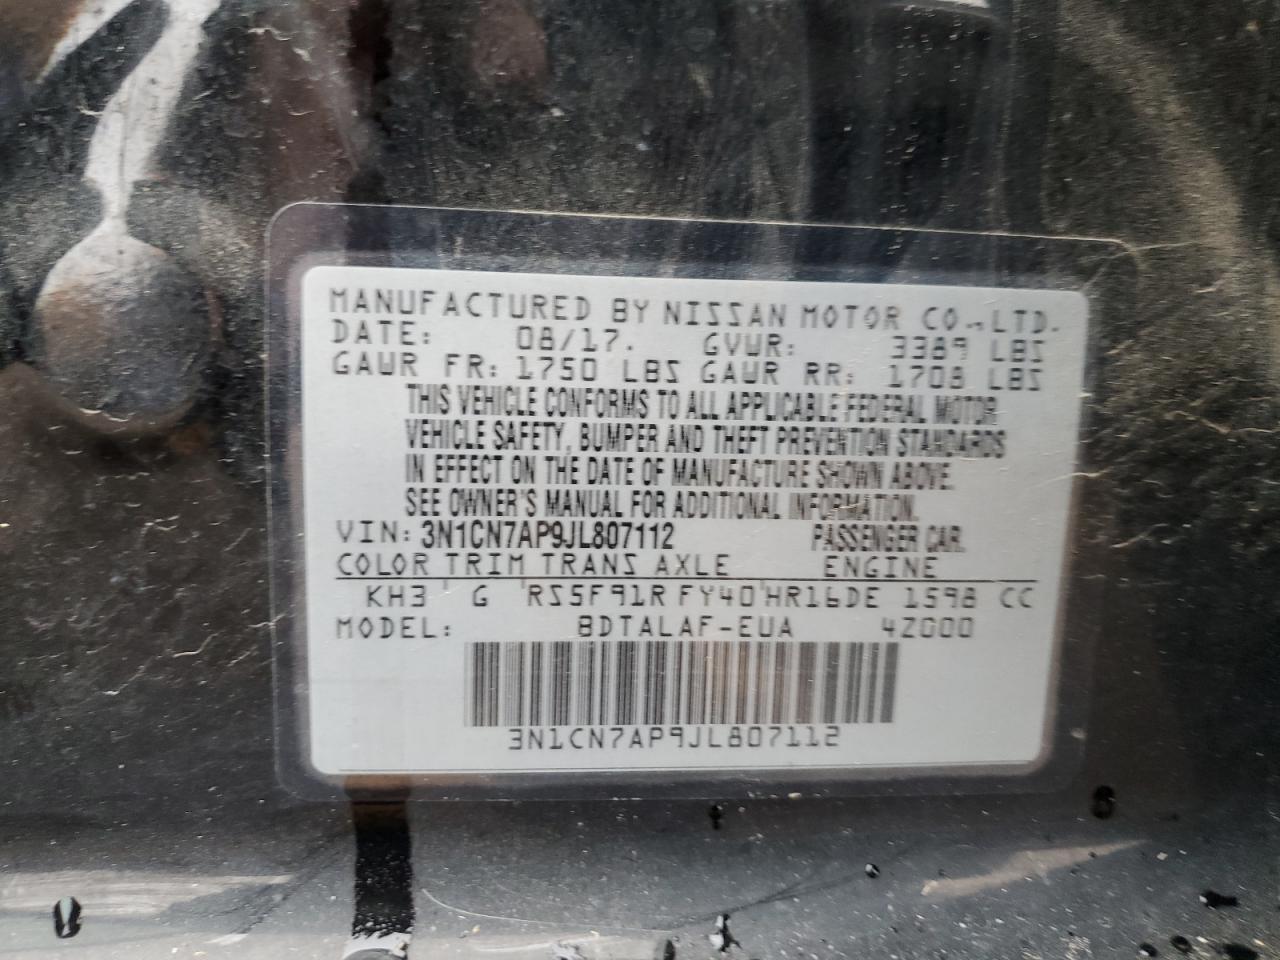 MANUFACTURED BY NISSAN MOTOR CO., LTD.
DATE: 08/17. GVWR: 3389 LBS
GAWR FR: 1750 LBS GAWR RR: 1708 LBS
THIS VEHICLE CONFORMS TO ALL APPLICABLE FEDERAL MOTOR
VEHICLE SAFETY, BUMPER AND THEFT PREVENTION STANDARDS
IN EFFECT ON THE DATE OF MANUFACTURE SHOWN ABOVE.
SEE OWNER'S MANUAL FOR ADDITIONAL INFORMATION.
VIN: 3N1CN7AP9JL807112 PASSENGER CAR.
COLOR TRIM TRANS AXLE ENGINE
KH3 G RS5F91R FY40 HR16DE 1598 CC
MODEL: BDTALAF-EUA 4Z000
3N1CN7AP9JL807112